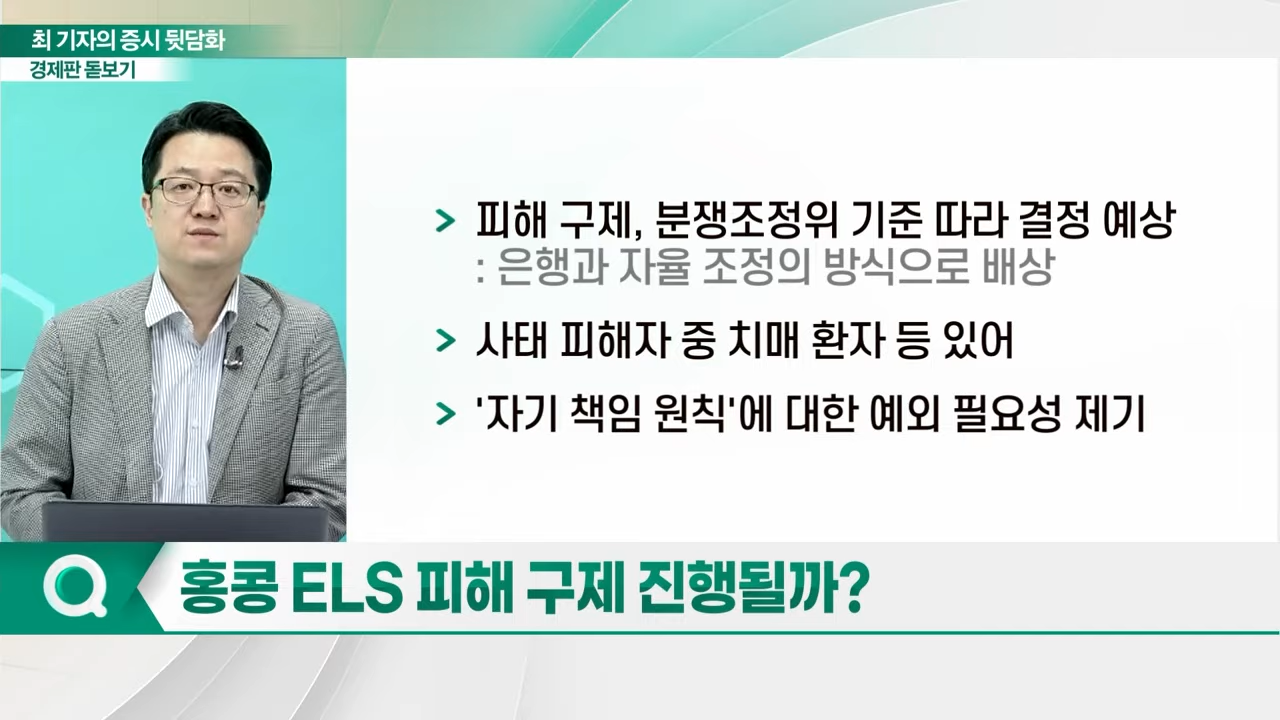 최 기자의 증시 뒷담화
경제판 돋보기
피해 구제, 분쟁조정위 기준 따라 결정 예상
: 은행과 자율 조정의 방식으로 배상
사태 피해자 중 치매 환자 등 있어
'자기 책임 원칙'에 대한 예외 필요성 제기
홍콩 ELS 피해 구제 진행될까?